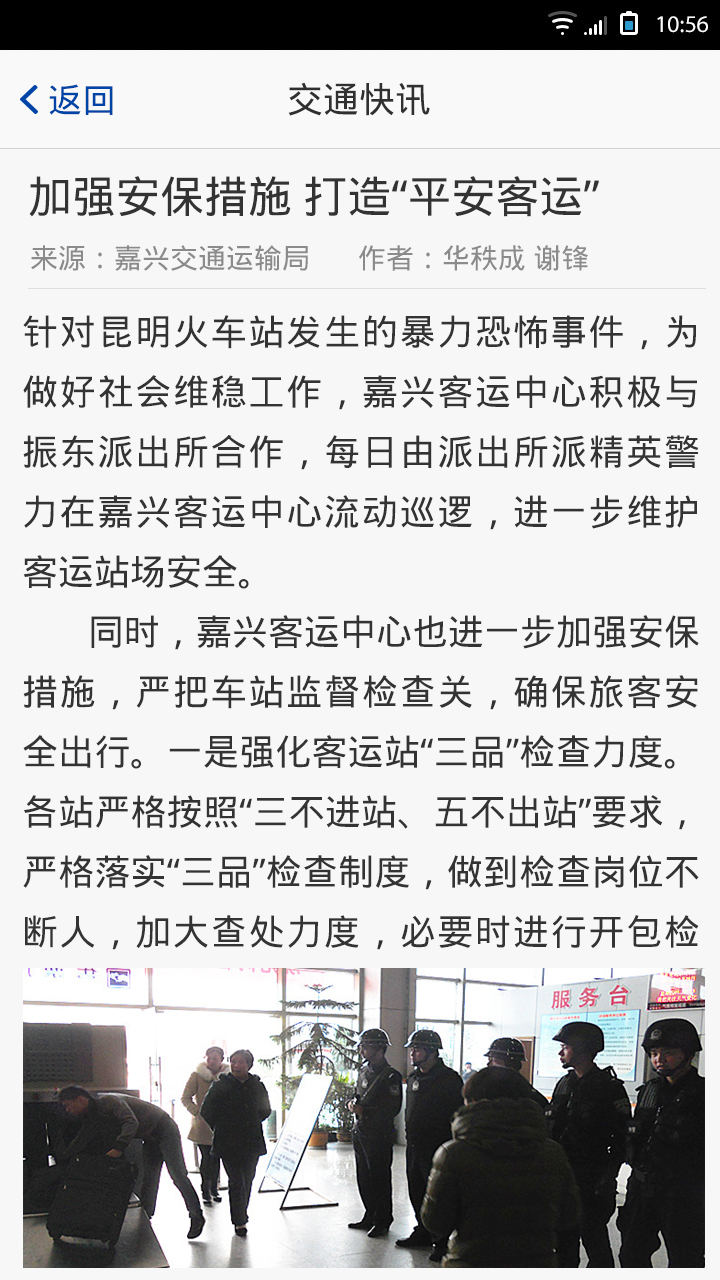 10:56
返回
交通快讯
加强安保措施 打造“平安客运”
来源：嘉兴交通运输局 作者：华秩成 谢锋
针对昆明火车站发生的暴力恐怖事件，为
做好社会维稳工作，嘉兴客运中心积极与
振东派出所合作，每日由派出所派精英警
力在嘉兴客运中心流动巡逻，进一步维护
客运站场安全。
同时，嘉兴客运中心也进一步加强安保
措施，严把车站监督检查关，确保旅客安
全出行。一是强化客运站“三品”检查力度。
各站严格按照“三不进站、五不出站”要求，
严格落实“三品”检查制度，做到检查岗位不
断人，加大查处力度，必要时进行开包检
服务台